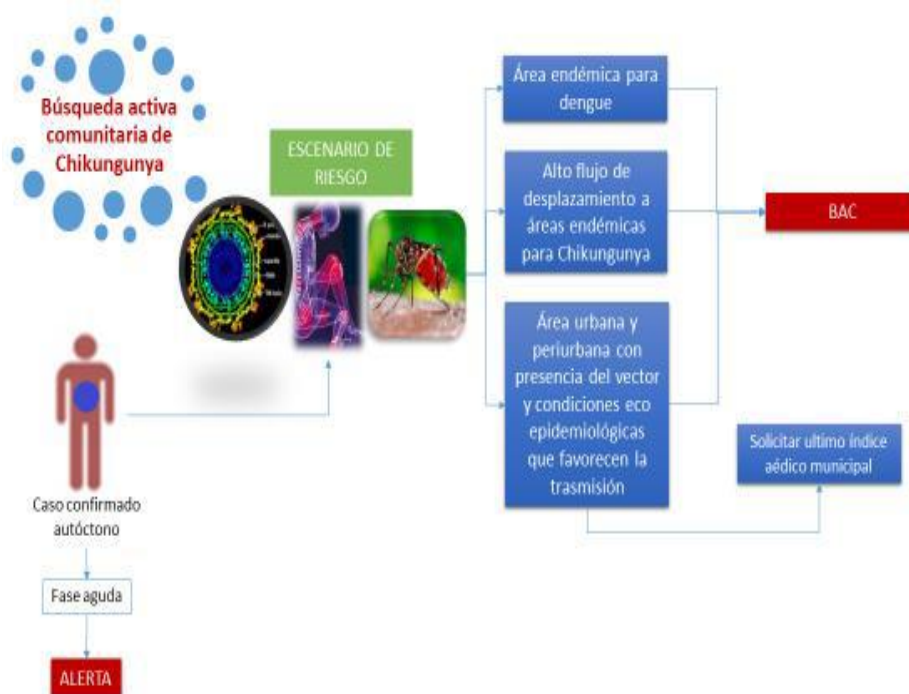 Búsqueda activa
comunitaria de
Chikungunya
ESCENARIO DE
RIESGO
Área endémica para
dengue
Alto flujo de
desplazamiento a
áreas endémicas
para Chikungunya
BAC
Área urbana y
periurbana con
presencia del vector
y condiciones eco
epidemiológicas
que favorecen la
trasmisión
Solicitar ultimo índice
aédico municipal
Caso confirmado
autóctono
Fase aguda
ALERTA